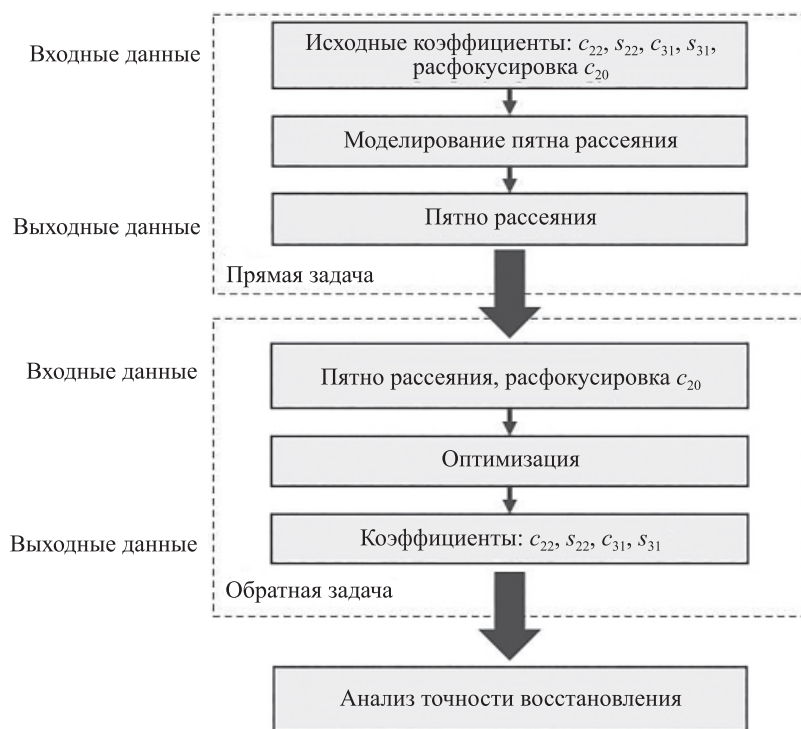 Входные данные
Исходные коэффициенты: c₂₂, s₂₂, c₃₁, s₃₁,
расфокусировка c₂₀
Моделирование пятна рассеяния
Выходные данные
Пятно рассеяния
Прямая задача
Входные данные
Пятно рассеяния, расфокусировка c₂₀
Оптимизация
Выходные данные
Коэффициенты: c₂₂, s₂₂, c₃₁, s₃₁
Обратная задача
Анализ точности восстановления